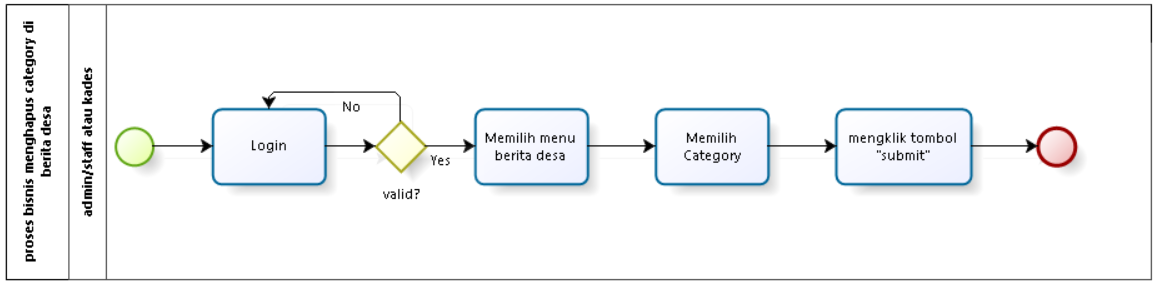 proses bisnis menghapus category di
berita desa
admin/staff atau kades
No
Login
Yes
valid?
Memilih menu
berita desa
Memilih
Category
mengklik tombol
"submit"